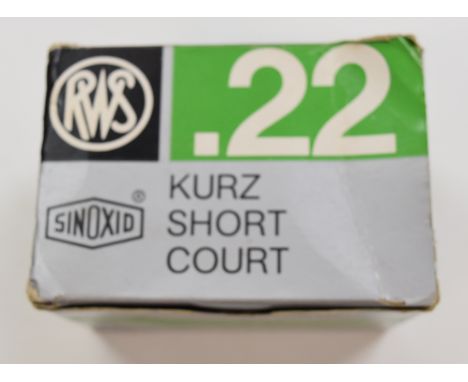 RWS
.22
SINOXID
®
KURZ
SHORT
COURT